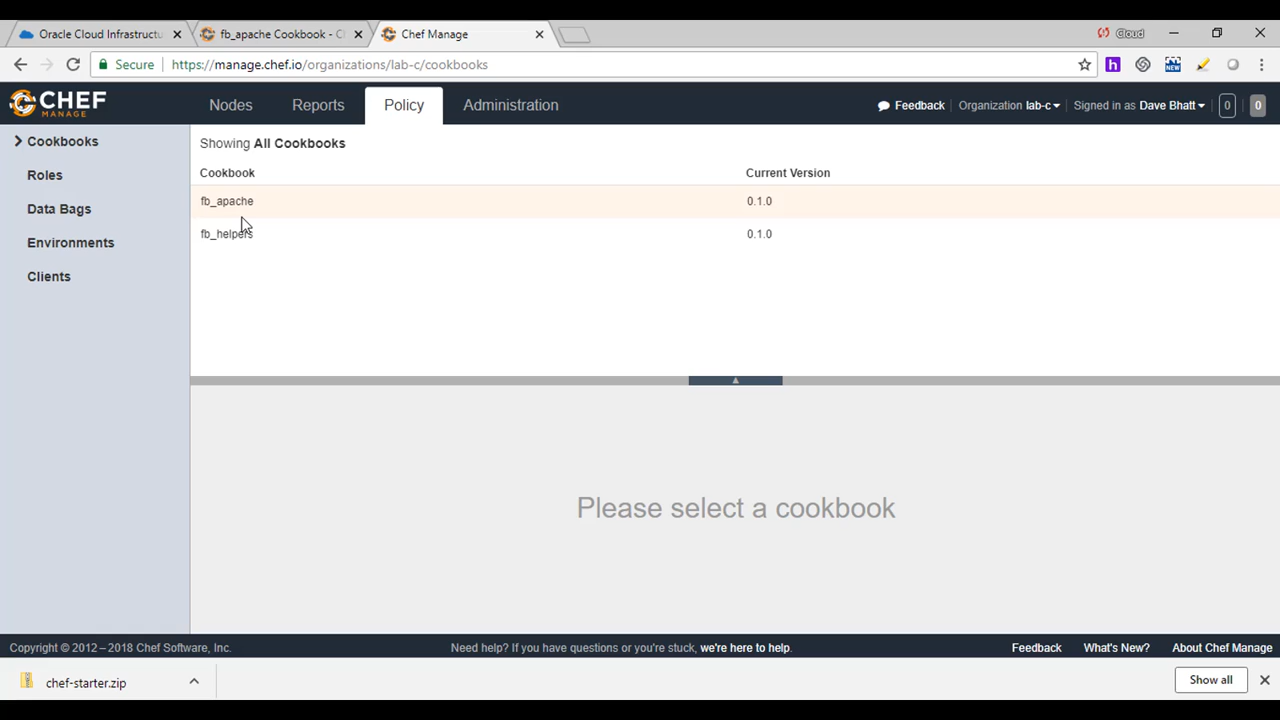 Oracle Cloud Infrastructu
fb_apache Cookbook - C
Chef Manage
Cloud
Secure
https://manage.chef.io/organizations/lab-c/cookbooks
h
NEW
CHEF
MANAGE
Nodes
Reports
Policy
Administration
Feedback
Organization lab-c
Signed in as Dave Bhatt
0
0
Cookbooks
Roles
Data Bags
Environments
Clients
Showing All Cookbooks
Cookbook Current Version
fb_apache 0.1.0
fb_helpers 0.1.0
Please select a cookbook
Copyright © 2012 – 2018 Chef Software, Inc.
Need help? If you have questions or you're stuck, we're here to help.
Feedback
What's New?
About Chef Manage
chef-starter.zip
Show all